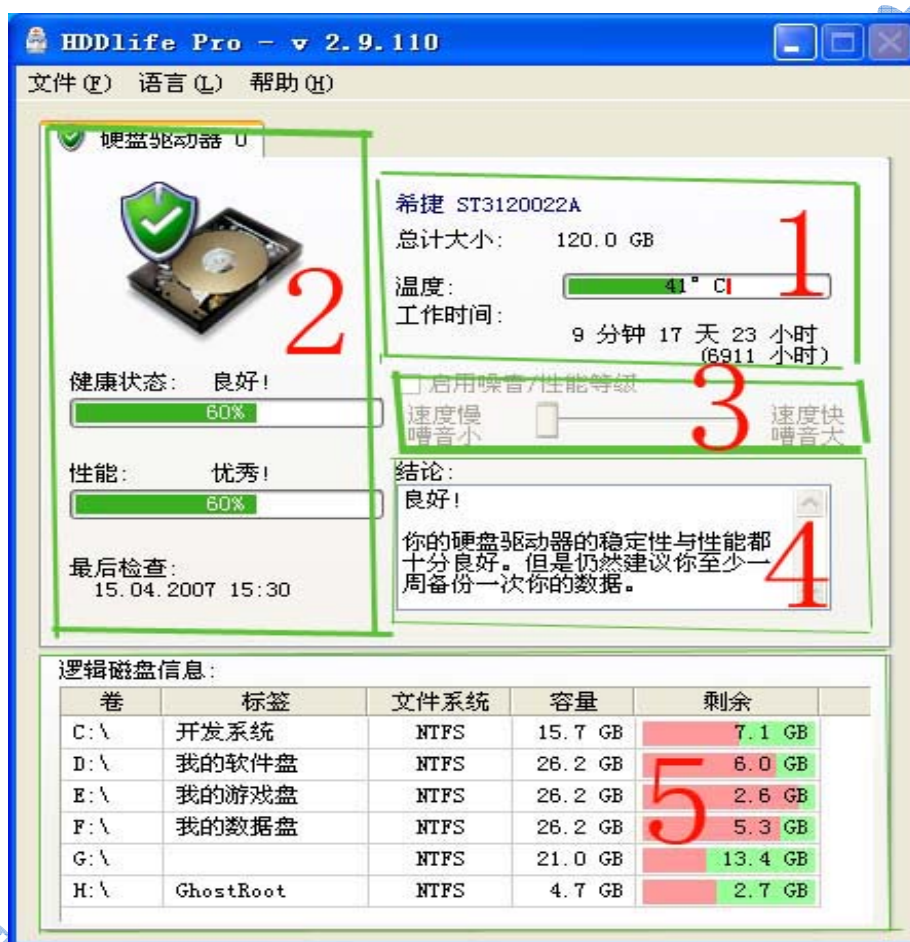 HDDlife Pro - v 2.9.110
文件(F) 语言(L) 帮助(H)
硬盘驱动器 0
希捷 ST3120022A
总计大小: 120.0 GB
1
温度: 41° C
工作时间:
9 分钟 17 天 23 小时
(6911 小时)
2
健康状态: 良好!
60%
性能: 优秀!
60%
最后检查:
15.04.2007 15:30
启用噪音/性能等级
速度慢 速度快
嘈音小 嘈音大
3
结论:
良好!
你的硬盘驱动器的稳定性与性能都
十分良好。但是仍然建议你至少一
周备份一次你的数据。
4
逻辑磁盘信息:
卷 标签 文件系统 容量 剩余
C:\ 开发系统 NTFS 15.7 GB 7.1 GB
D:\ 我的软件盘 NTFS 26.2 GB 6.0 GB
E:\ 我的游戏盘 NTFS 26.2 GB 2.6 GB
F:\ 我的数据盘 NTFS 26.2 GB 5.3 GB
G:\ NTFS 21.0 GB 13.4 GB
H:\ GhostRoot NTFS 4.7 GB 2.7 GB
5